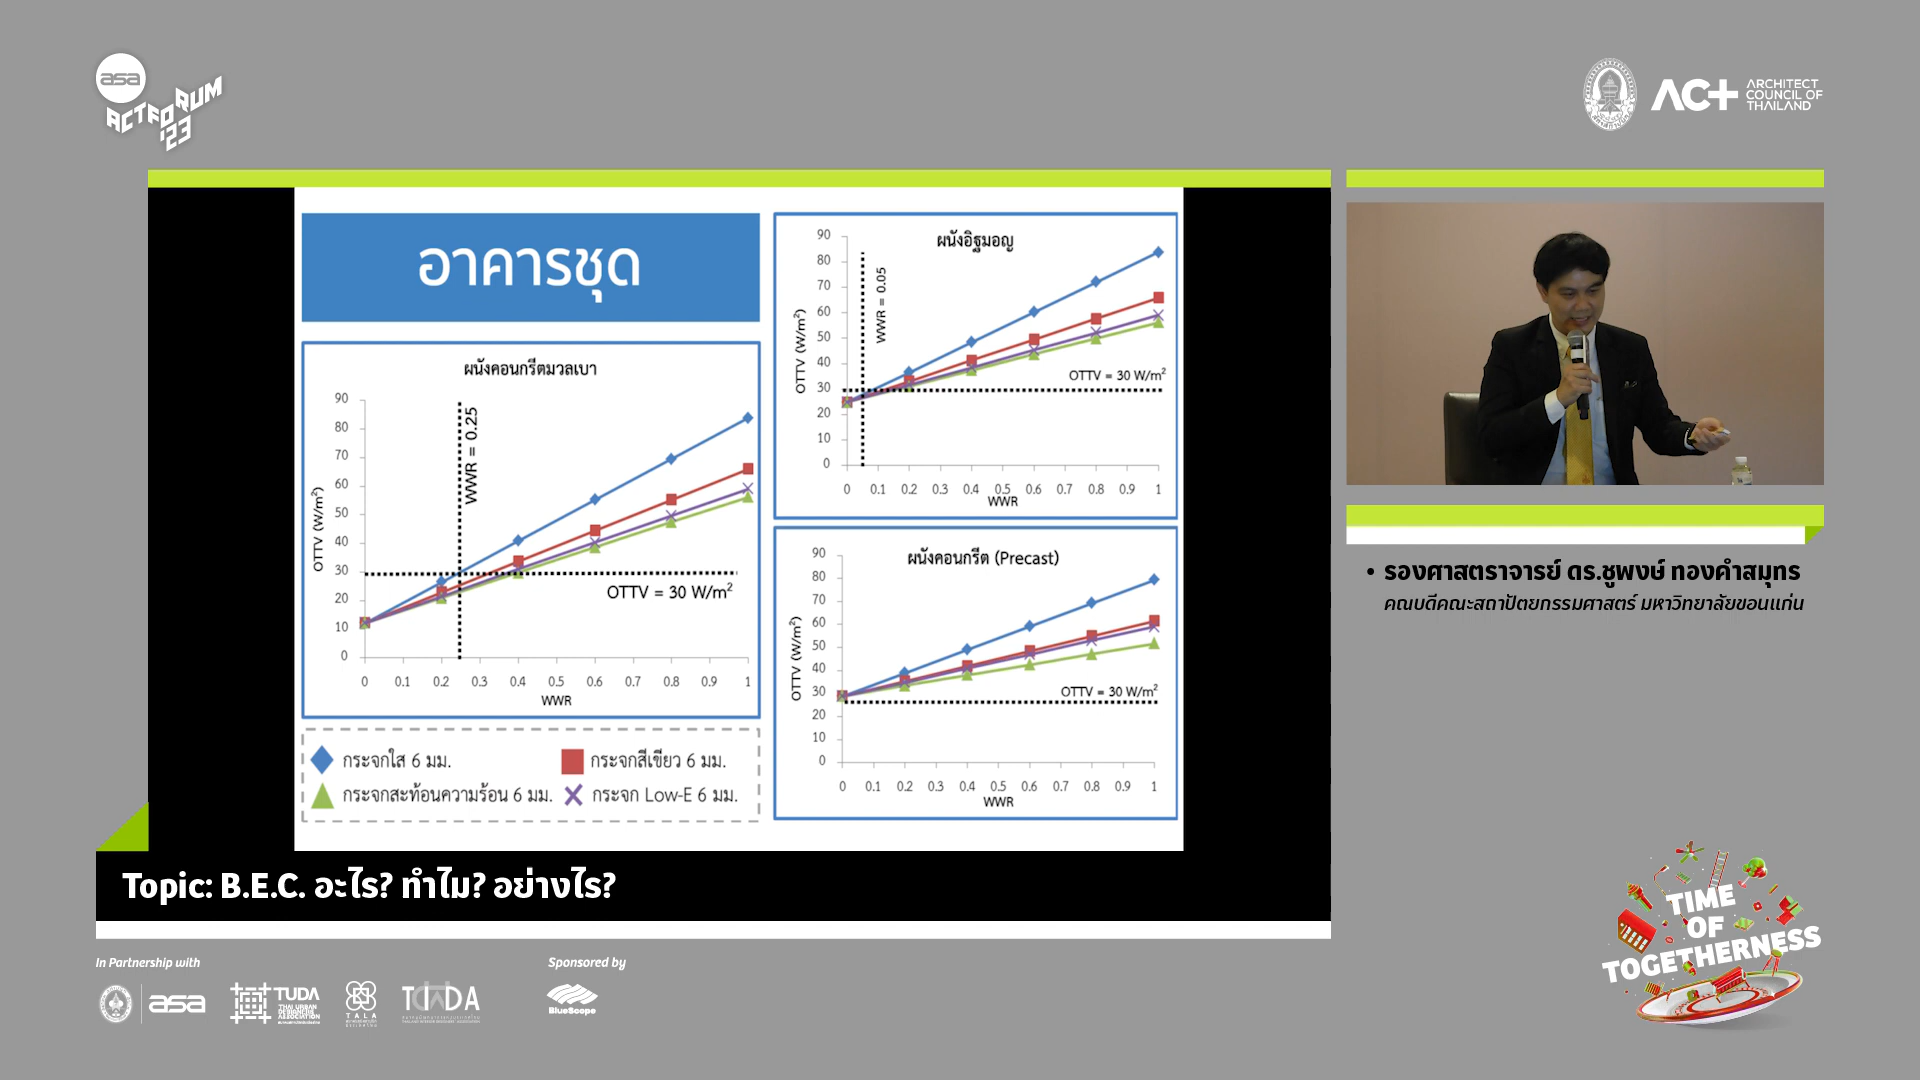 asa
ACTFORUM
'23
ACT
ARCHITECT
COUNCIL OF
THAILAND
อาคารชุด
ผนังคอนกรีตมวลเบา
OTTV (W/m²)
90
80
70
60
50
40
30
20
10
0
WWR = 0.25
OTTV = 30 W/m²
0 0.1 0.2 0.3 0.4 0.5 0.6 0.7 0.8 0.9 1
WWR
กระจกใส 6 มม. กระจกสีเขียว 6 มม.
กระจกสะท้อนความร้อน 6 มม. กระจก Low-E 6 มม.
ผนังอิฐมอญ
OTTV (W/m²)
90
80
70
60
50
40
30
20
10
0
WWR = 0.05
OTTV = 30 W/m²
0 0.1 0.2 0.3 0.4 0.5 0.6 0.7 0.8 0.9 1
WWR
ผนังคอนกรีต (Precast)
OTTV (W/m²)
90
80
70
60
50
40
30
20
10
0
OTTV = 30 W/m²
0 0.1 0.2 0.3 0.4 0.5 0.6 0.7 0.8 0.9 1
WWR
• รองศาสตราจารย์ ดร.ชูพงษ์ ทองคำสมุทร
คณบดีคณะสถาปัตยกรรมศาสตร์ มหาวิทยาลัยขอนแก่น
Topic: B.E.C. อะไร? ทำไม? อย่างไร?
In Partnership with
asa
TUDA
THAI URBAN
DESIGNERS
ASSOCIATION
TALA
TIDA
Sponsored by
BlueScope
TIME
OF
TOGETHERNESS